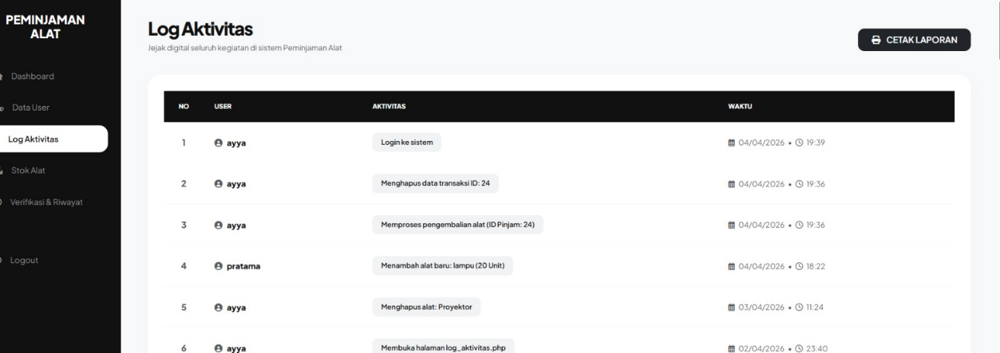 PEMINJAMAN
ALAT
Dashboard
Data User
Log Aktivitas
Stok Alat
Verifikasi & Riwayat
Logout
Log Aktivitas
Jejak digital seluruh kegiatan di sistem Peminjaman Alat
CETAK LAPORAN
NO USER AKTIVITAS WAKTU
1 ayya Login ke sistem 04/04/2026 • 19:39
2 ayya Menghapus data transaksi ID: 24 04/04/2026 • 19:36
3 ayya Memproses pengembalian alat (ID Pinjam: 24) 04/04/2026 • 19:36
4 pratama Menambah alat baru: lampu (20 Unit) 04/04/2026 • 18:22
5 ayya Menghapus alat: Proyektor 03/04/2026 • 11:24
6 ayya Membuka halaman log_aktivitas.php 02/04/2026 • 23:40